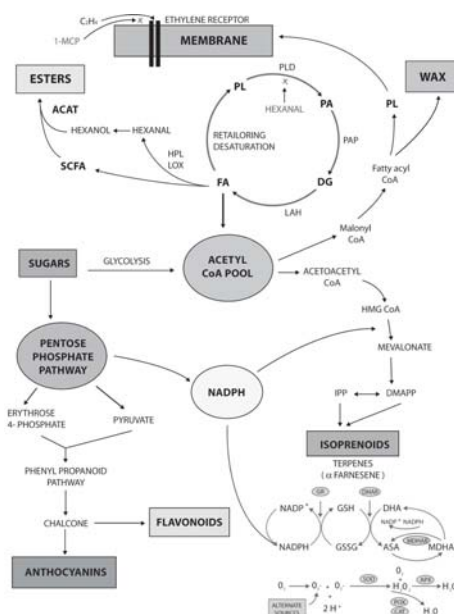 C₂H₄
ETHYLENE RECEPTOR
X
1-MCP
MEMBRANE
ESTERS
WAX
PLD
X
PL
PA
PL
ACAT
HEXANAL
HEXANOL
HEXANAL
RETAILORING
DESATURATION
PAP
HPL
LOX
SCFA
FA
DG
Fatty acyl
CoA
LAH
Malonyl
CoA
SUGARS
GLYCOLYSIS
ACETYL
CoA POOL
ACETOACETYL
CoA
HMG CoA
PENTOSE
PHOSPHATE
PATHWAY
MEVALONATE
NADPH
IPP
DMAPP
ERYTHROSE
4- PHOSPHATE
PYRUVATE
ISOPRENOIDS
TERPENES
(α FARNESENE)
PHENYL PROPANOID
PATHWAY
GR
DHAR
NADP⁺
GSH
DHA
NADP⁺ NADPH
CHALCONE
FLAVONOIDS
MDHAR
NADPH
GSSG
ASA
MDHA
ANTHOCYANINS
O₂
SOD
APX
O₂
O₂⁻
+
O₂⁻
H₂O₂
H₂O
ALTERNATE
SOURCES
2 H⁺
POX
CAT
H₂O